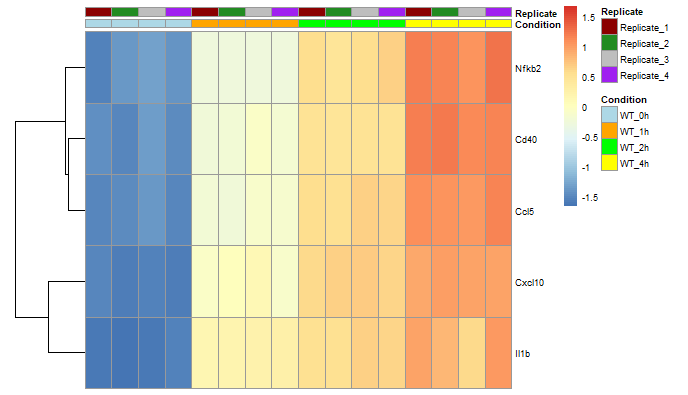 Replicate
Condition
Nfkb2
Cd40
Ccl5
Cxcl10
Il1b
1.5
1
0.5
0
-0.5
-1
-1.5
Replicate
Replicate_1
Replicate_2
Replicate_3
Replicate_4
Condition
WT_0h
WT_1h
WT_2h
WT_4h